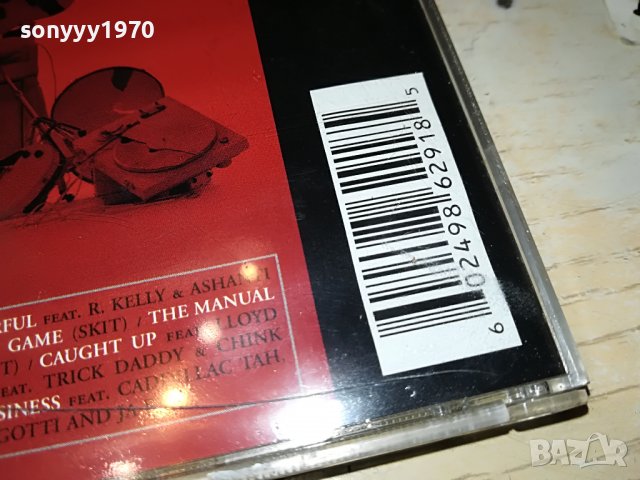 sonyyy1970
6 02498 62918 5
RFUL FEAT. R. KELLY & ASHANTI
GAME (SKIT) / THE MANUAL
T) / CAUGHT UP FEAT. LLOYD
EAT. TRICK DADDY & CHINK
SINESS FEAT. CADILLAC TAH,
GOTTI AND JA
BAZAR